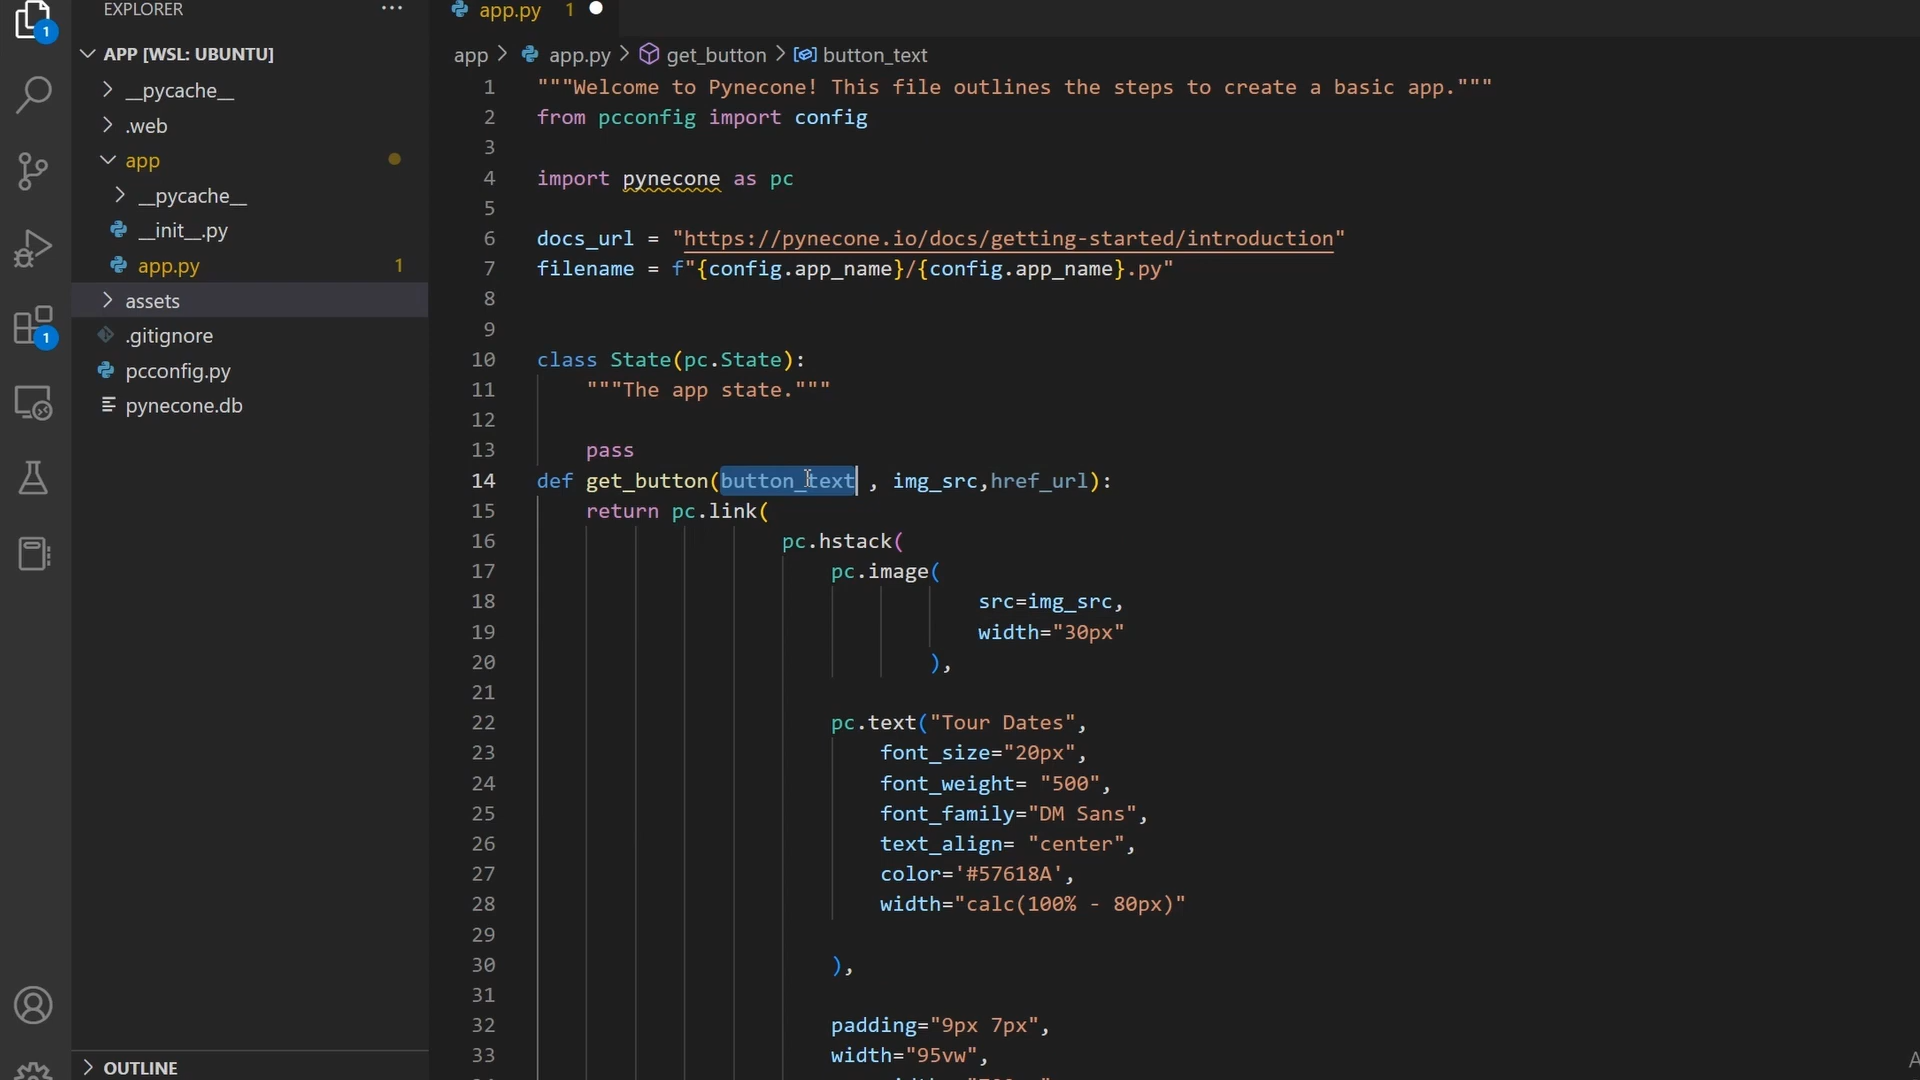 EXPLORER
APP [WSL: UBUNTU]
__pycache__
.web
app
__pycache__
__init__.py
app.py 1
assets
.gitignore
pcconfig.py
pynecone.db
OUTLINE
1
1
app.py 1
app > app.py > get_button > button_text
1 """Welcome to Pynecone! This file outlines the steps to create a basic app."""
2 from pcconfig import config
3
4 import pynecone as pc
5
6 docs_url = "https://pynecone.io/docs/getting-started/introduction"
7 filename = f"{config.app_name}/{config.app_name}.py"
8
9
10 class State(pc.State):
11 """The app state."""
12
13 pass
14 def get_button(button_text , img_src,href_url):
15 return pc.link(
16 pc.hstack(
17 pc.image(
18 src=img_src,
19 width="30px"
20 ),
21
22 pc.text("Tour Dates",
23 font_size="20px",
24 font_weight= "500",
25 font_family="DM Sans",
26 text_align= "center",
27 color='#57618A',
28 width="calc(100% - 80px)"
29
30 ),
31
32 padding="9px 7px",
33 width="95vw",